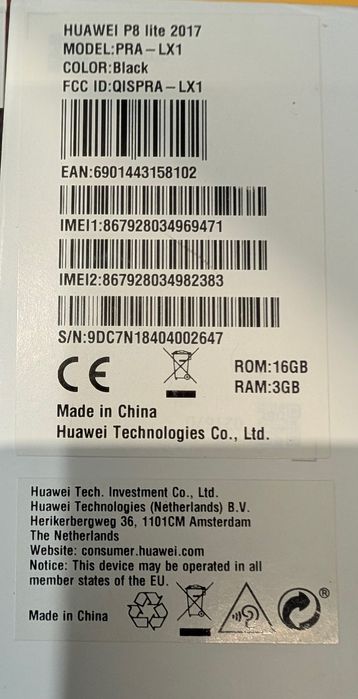 HUAWEI P8 lite 2017
MODEL:PRA-LX1
COLOR:Black
FCC ID:QISPRA-LX1
EAN:6901443158102
IMEI1:867928034969471
IMEI2:867928034982383
S/N:9DC7N18404002647
CE
ROM:16GB
RAM:3GB
Made in China
Huawei Technologies Co., Ltd.
Huawei Tech. Investment Co., Ltd.
Huawei Technologies (Netherlands) B.V.
Herikerbergweg 36, 1101CM Amsterdam
The Netherlands
Website: consumer.huawei.com
Notice: This device may be operated in all
member states of the EU.
Made in China
®